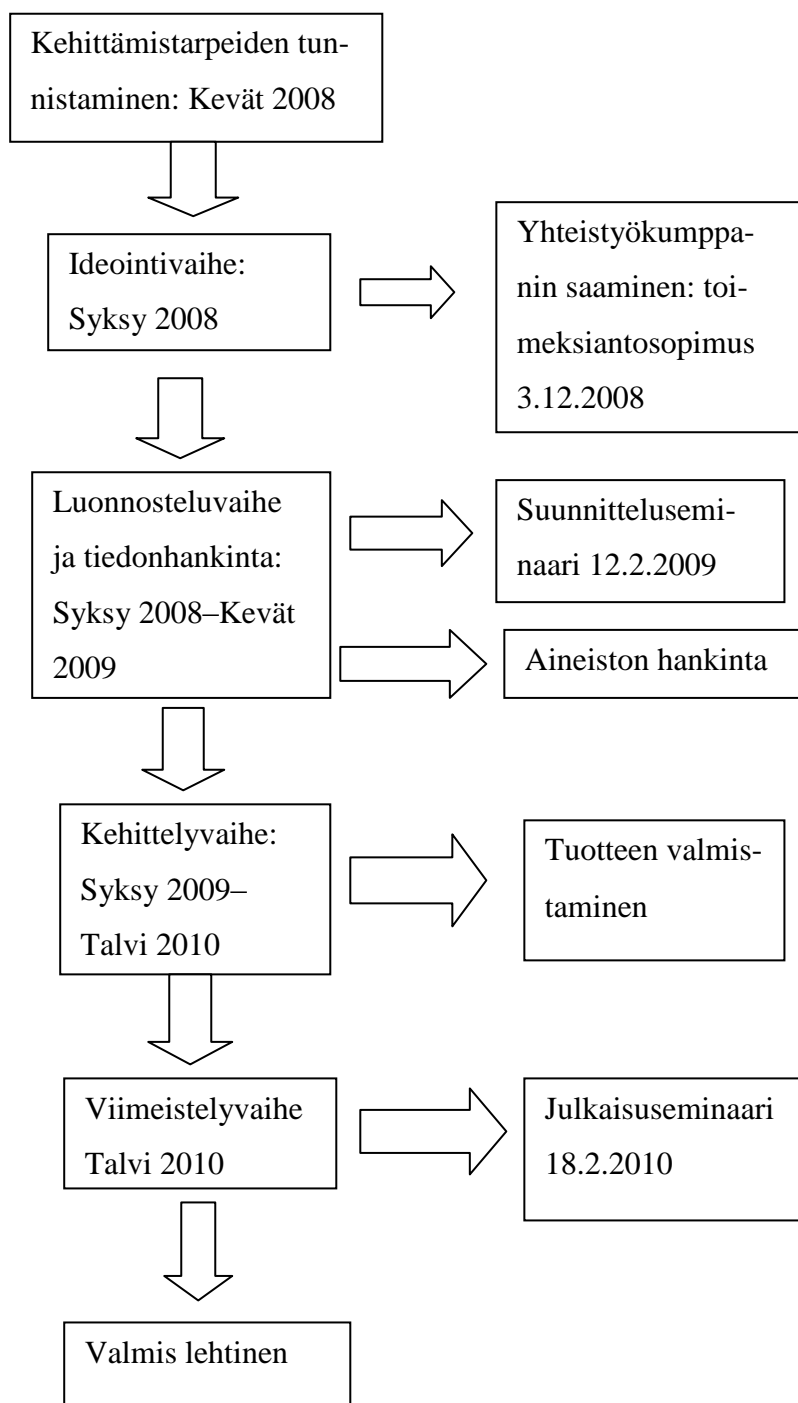 Kehittämistarpeiden tun-
nistaminen: Kevät 2008
Ideointivaihe:
Syksy 2008
Yhteistyökumppa-
nin saaminen: toi-
meksiantosopimus
3.12.2008
Luonnosteluvaihe
ja tiedonhankinta:
Syksy 2008–Kevät
2009
Suunnittelusemi-
naari 12.2.2009
Aineiston hankinta
Kehittelyvaihe:
Syksy 2009–
Talvi 2010
Tuotteen valmis-
taminen
Viimeistelyvaihe
Talvi 2010
Julkaisuseminaari
18.2.2010
Valmis lehtinen